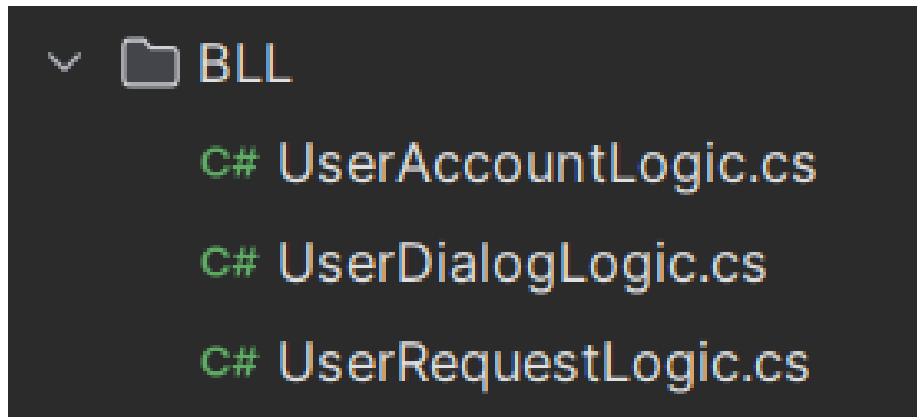 BLL
C# UserAccountLogic.cs
C# UserDialogLogic.cs
C# UserRequestLogic.cs